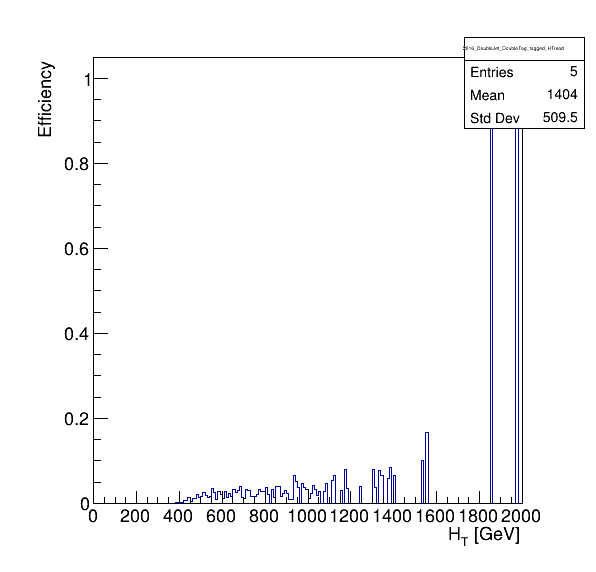 2016_DoubleJet_DoubleTag_tagged_HTmod
Entries 5
Mean 1404
Std Dev 509.5
Efficiency
1
0.8
0.6
0.4
0.2
0
0 200 400 600 800 1000 1200 1400 1600 1800 2000
H_T [GeV]